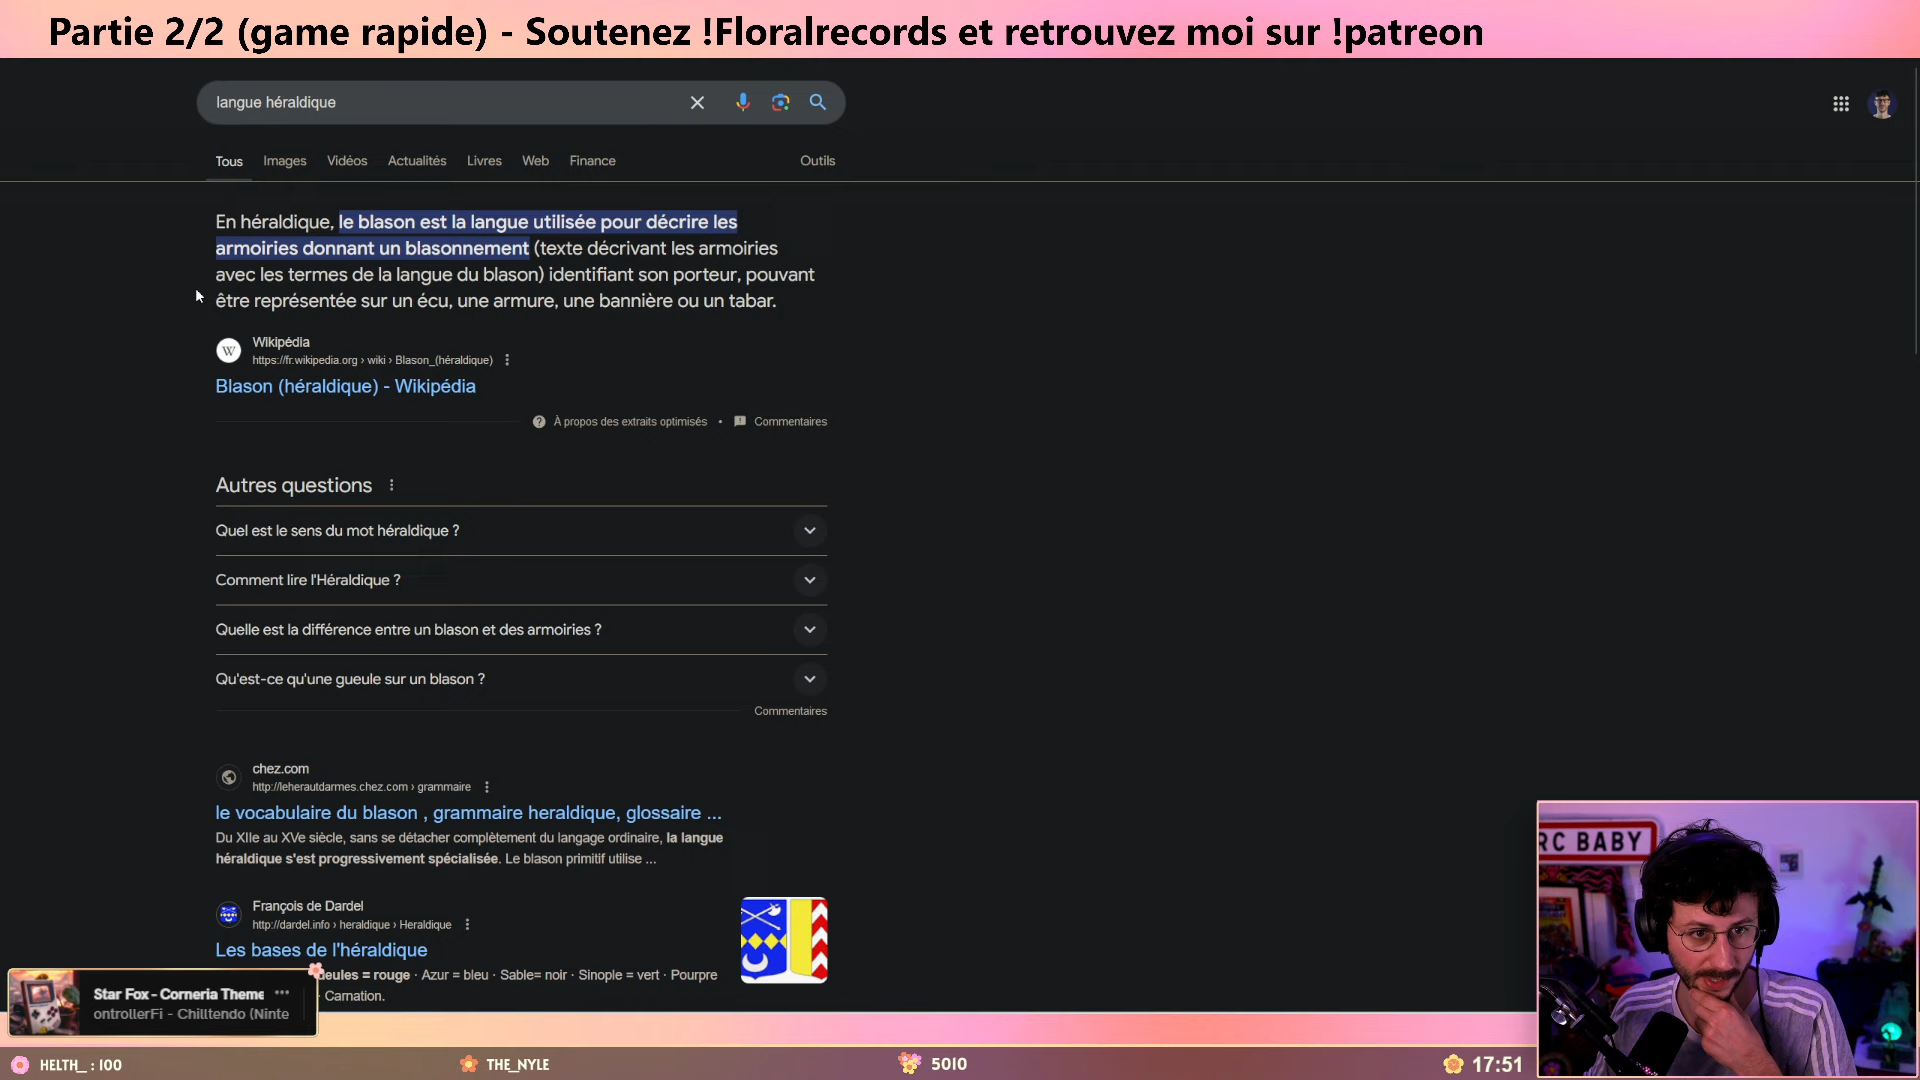 Partie 2/2 (game rapide) - Soutenez !Floralrecords et retrouvez moi sur !patreon
langue héraldique
Tous Images Vidéos Actualités Livres Web Finance Outils
En héraldique, le blason est la langue utilisée pour décrire les
armoiries donnant un blasonnement (texte décrivant les armoiries
avec les termes de la langue du blason) identifiant son porteur, pouvant
être représentée sur un écu, une armure, une bannière ou un tabar.
W
Wikipédia
https://fr.wikipedia.org › wiki › Blason_(héraldique)
Blason (héraldique) - Wikipédia
À propos des extraits optimisés • Commentaires
Autres questions
Quel est le sens du mot héraldique ?
Comment lire l'Héraldique ?
Quelle est la différence entre un blason et des armoiries ?
Qu'est-ce qu'une gueule sur un blason ?
Commentaires
chez.com
http://leherautdarmes.chez.com › grammaire
le vocabulaire du blason , grammaire heraldique, glossaire ...
Du XIIe au XVe siècle, sans se détacher complètement du langage ordinaire, la langue
héraldique s'est progressivement spécialisée. Le blason primitif utilise ...
François de Dardel
http://dardel.info › heraldique › Heraldique
Les bases de l'héraldique
eules = rouge · Azur = bleu · Sable= noir · Sinople = vert · Pourpre
· Carnation.
RC BABY
Star Fox - Corneria Theme
ontrollerFi - Chilltendo (Ninte
HELTH_ : 100
THE_NYLE
5010
17:51